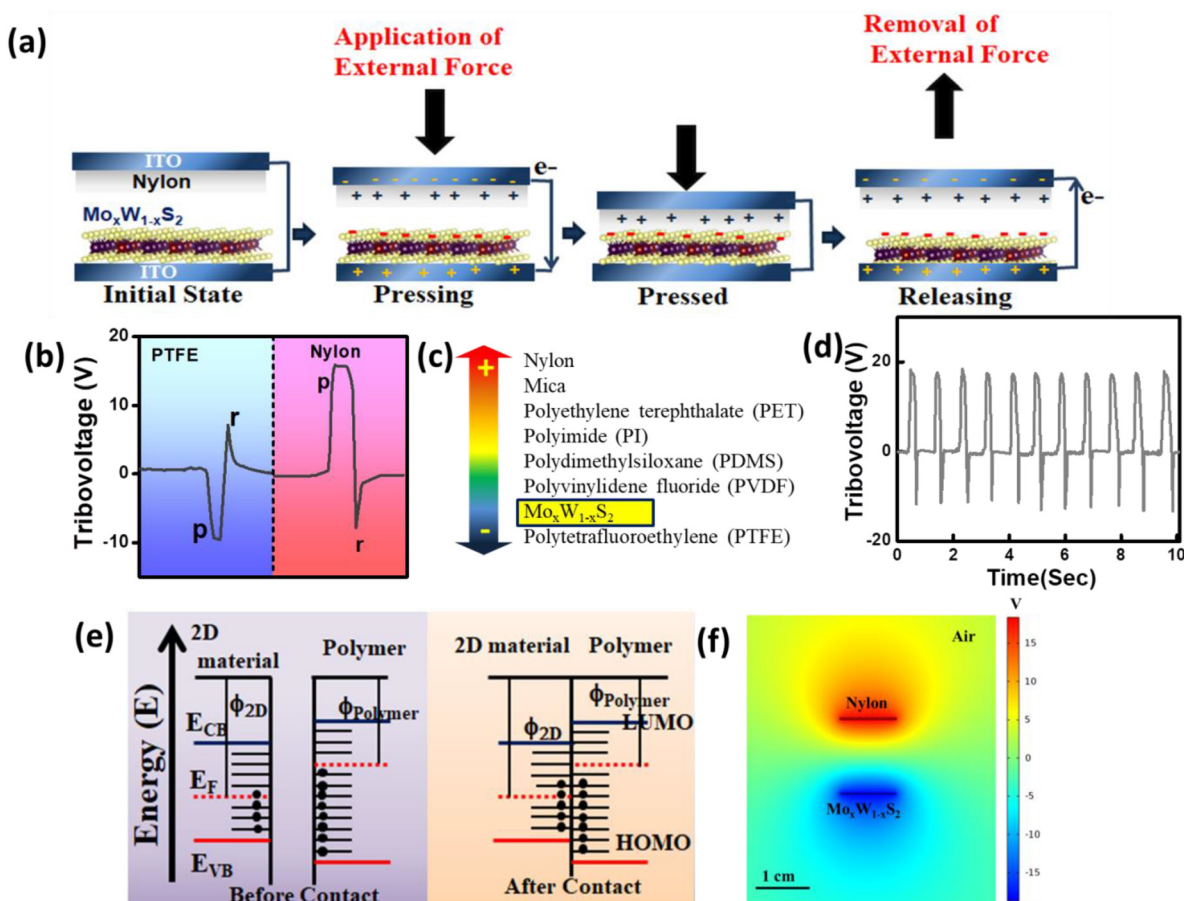 (a)
Application of
External Force
Removal of
External Force
ITO
Nylon
MoxW1-xS2
ITO
Initial State
- - - - - - - -
e-
+ + + + + + +
- - - - - - - -
+ + + + + + +
Pressing
+ + + + + + +
- - - - - - - -
Pressed
- - - - - - - -
e-
+ + + + + + +
- - - - - - - -
+ + + + + + +
Releasing
(b)
Tribovoltage (V)
20
10
0
-10
PTFE
p
r
Nylon
p
r
(c)
+
-
Nylon
Mica
Polyethylene terephthalate (PET)
Polyimide (PI)
Polydimethylsiloxane (PDMS)
Polyvinylidene fluoride (PVDF)
MoxW1-xS2
Polytetrafluoroethylene (PTFE)
(d)
Tribovoltage (V)
20
0
-20
0 2 4 6 8 10
Time(Sec)
(e)
Energy (E)
2D
material
Polymer
ϕ2D
ϕPolymer
ECB
EF
EVB
Before Contact
2D material Polymer
ϕPolymer
LUMO
ϕ2D
HOMO
After Contact
(f)
V
Air
Nylon
MoxW1-xS2
1 cm
15
10
5
0
-5
-10
-15